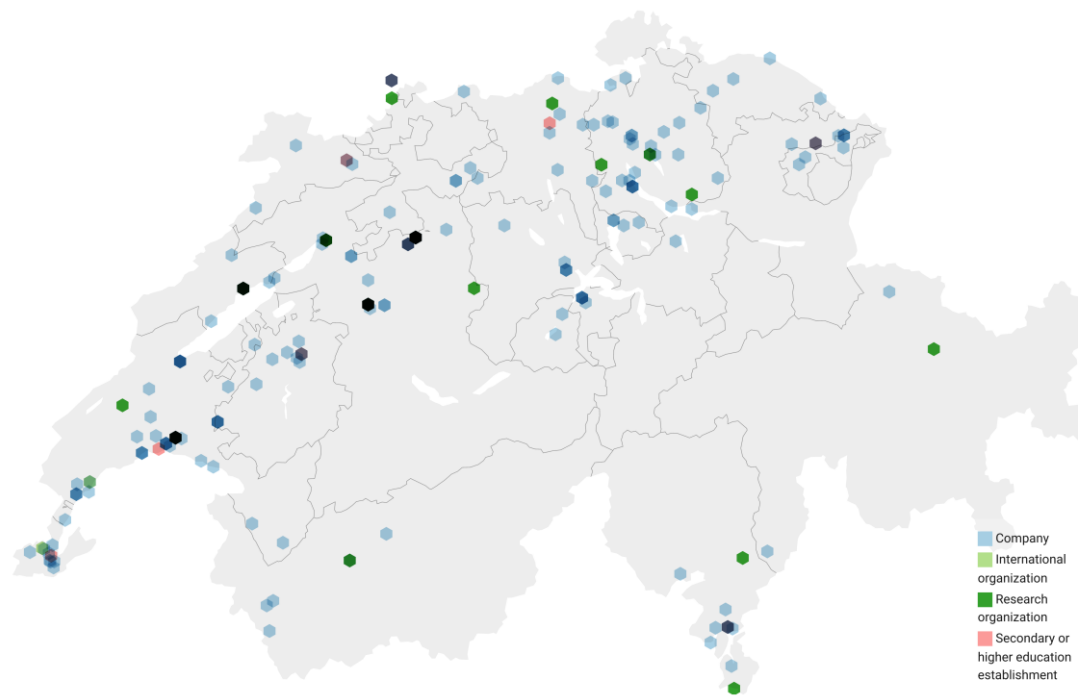 Company
International
organization
Research
organization
Secondary or
higher education
establishment